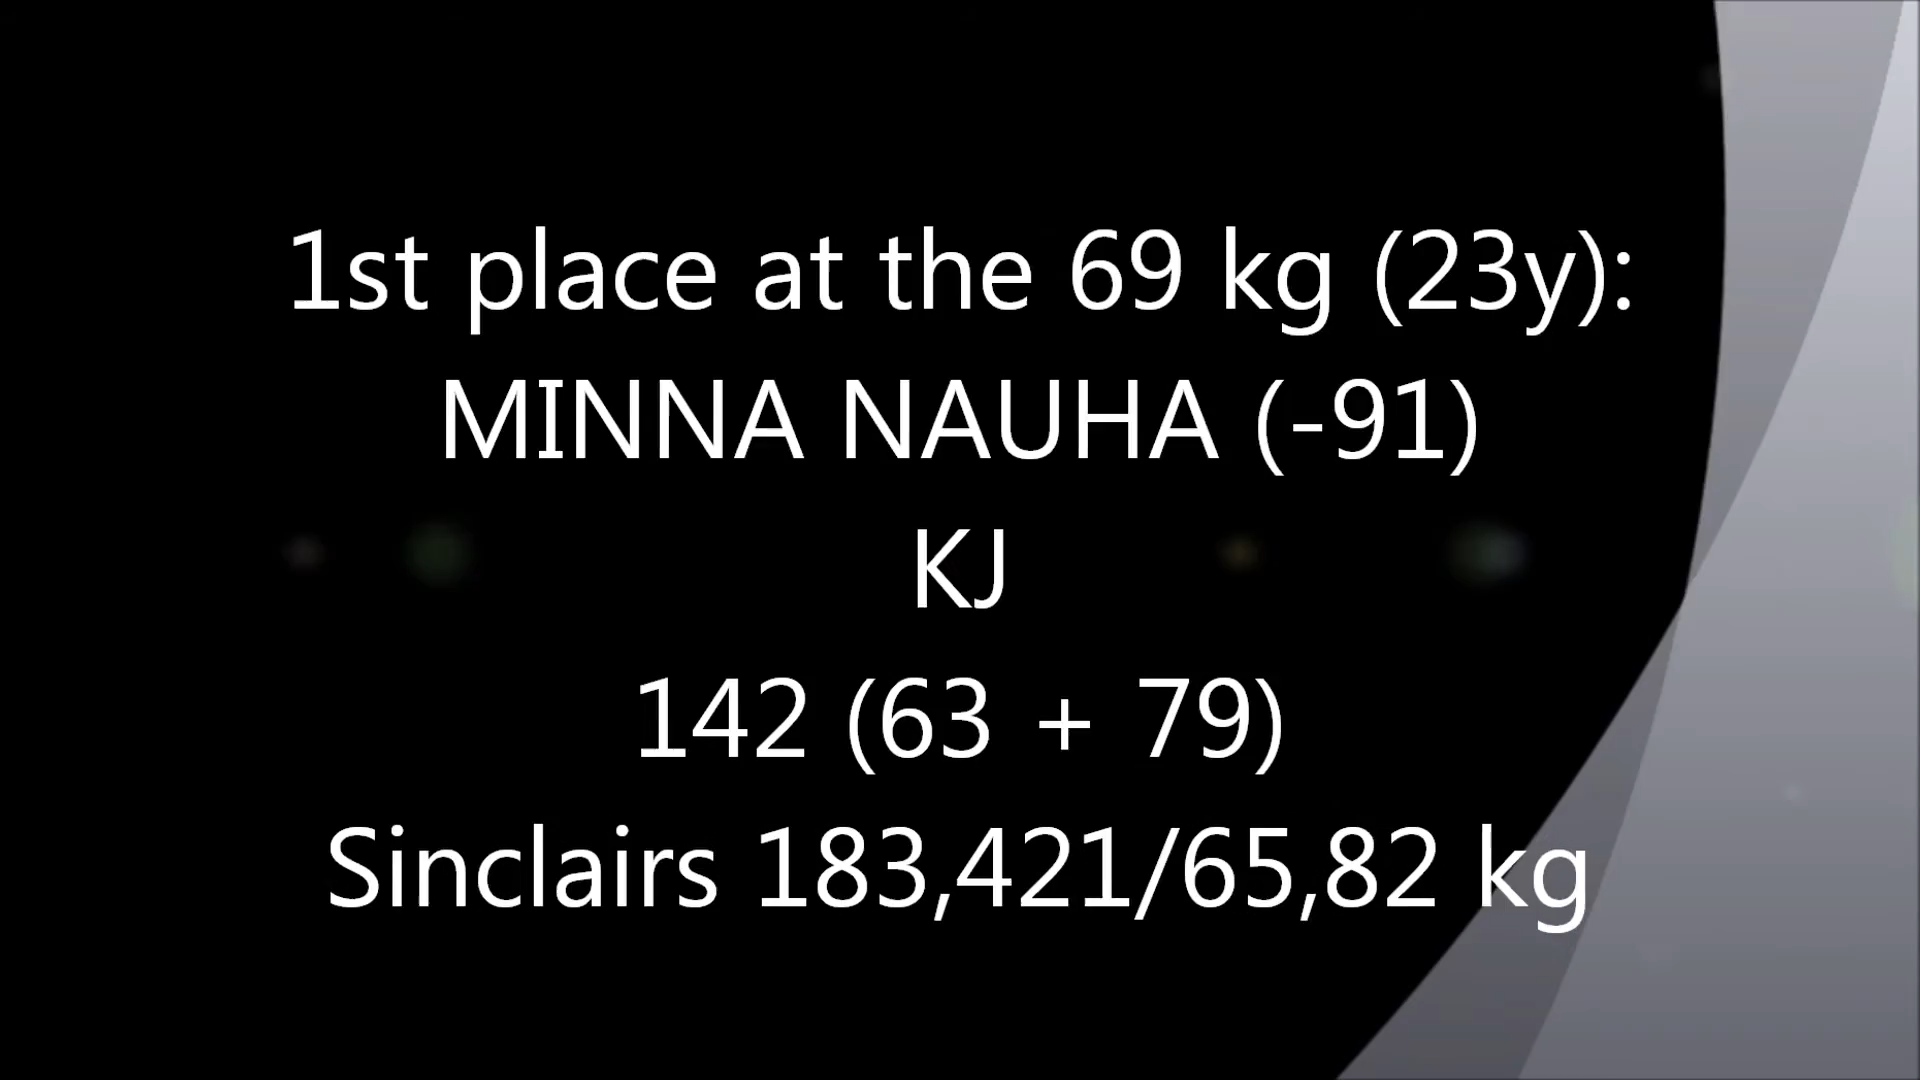 1st place at the 69 kg (23y):
MINNA NAUHA (-91)
KJ
142 (63 + 79)
Sinclairs 183,421/65,82 kg